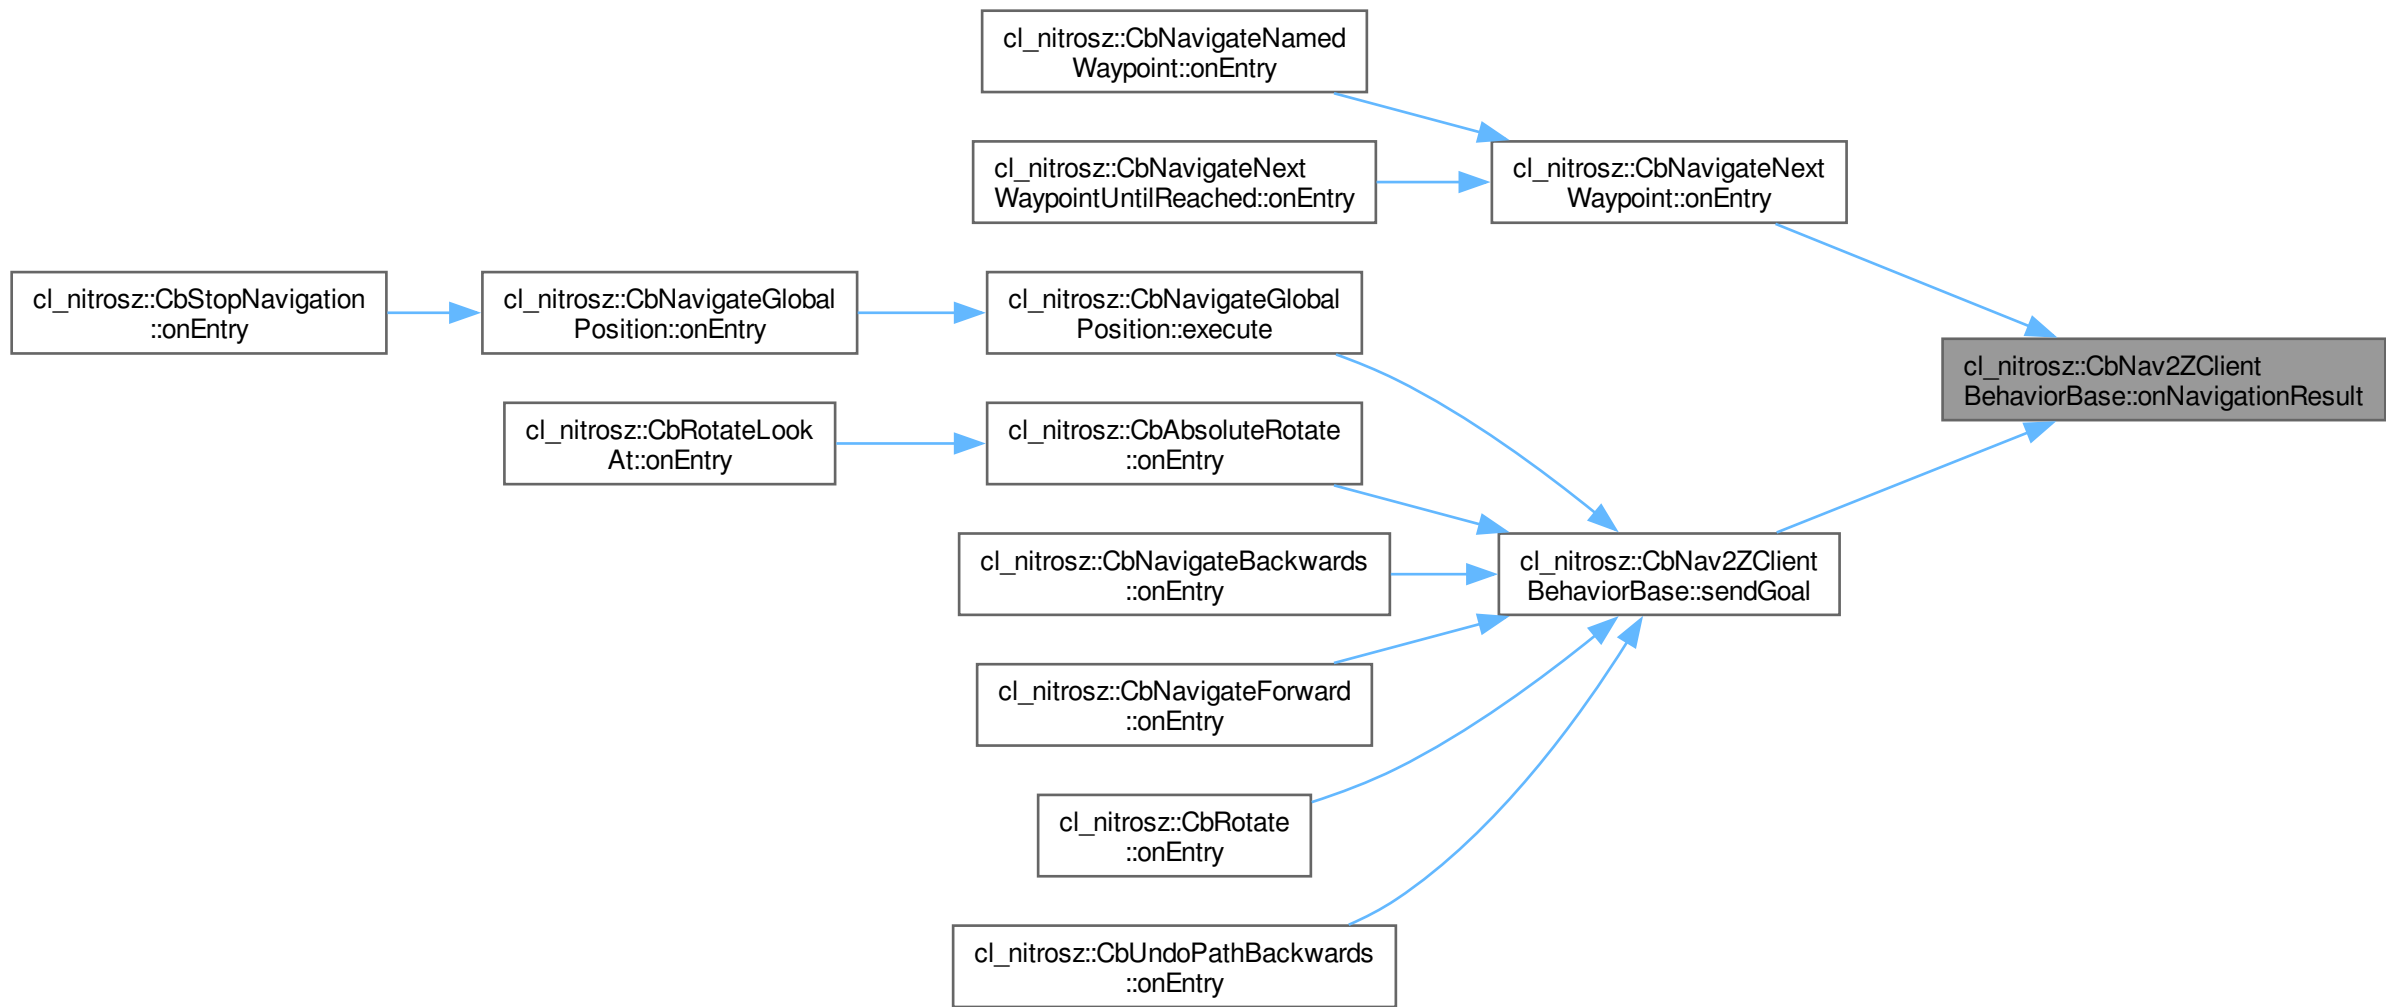 cl_nitrosz::CbNavigateNamed
Waypoint::onEntry
cl_nitrosz::CbNavigateNext
WaypointUntilReached::onEntry
cl_nitrosz::CbNavigateNext
Waypoint::onEntry
cl_nitrosz::CbStopNavigation
::onEntry
cl_nitrosz::CbNavigateGlobal
Position::onEntry
cl_nitrosz::CbNavigateGlobal
Position::execute
cl_nitrosz::CbNav2ZClient
BehaviorBase::onNavigationResult
cl_nitrosz::CbRotateLook
At::onEntry
cl_nitrosz::CbAbsoluteRotate
::onEntry
cl_nitrosz::CbNavigateBackwards
::onEntry
cl_nitrosz::CbNav2ZClient
BehaviorBase::sendGoal
cl_nitrosz::CbNavigateForward
::onEntry
cl_nitrosz::CbRotate
::onEntry
cl_nitrosz::CbUndoPathBackwards
::onEntry